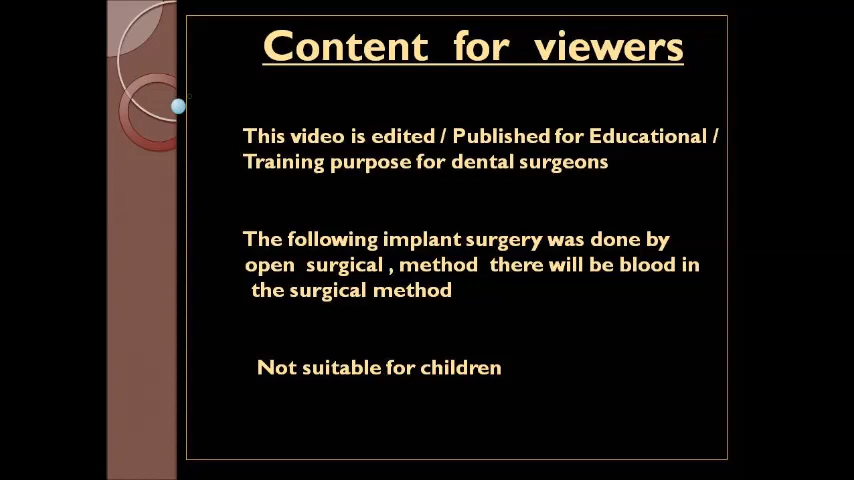 Content for viewers
This video is edited / Published for Educational /
Training purpose for dental surgeons
The following implant surgery was done by
open surgical , method there will be blood in
the surgical method
Not suitable for children